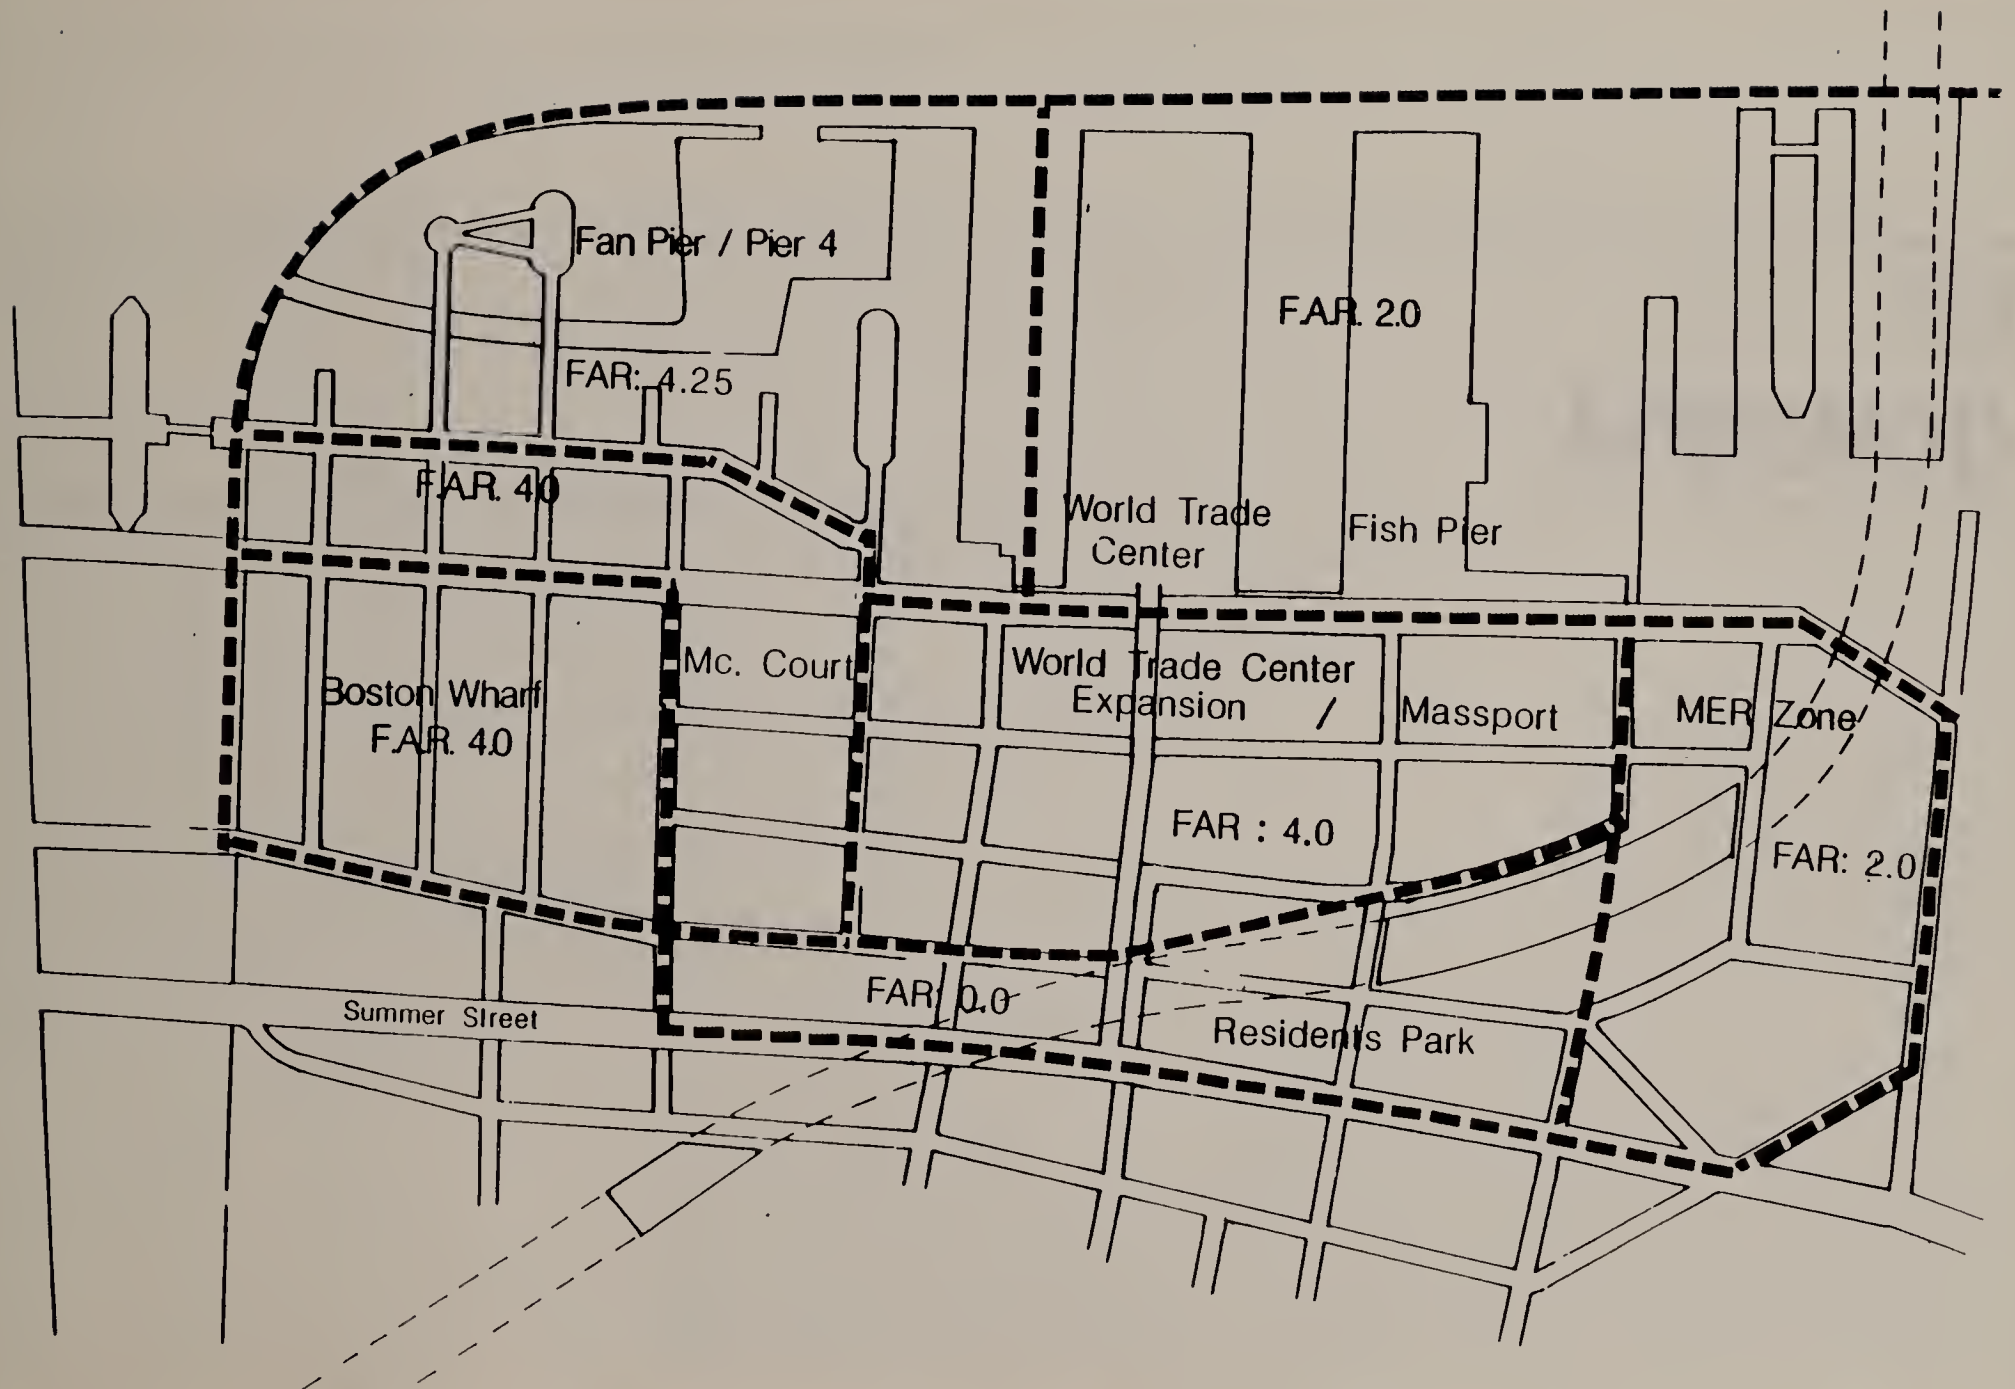 Fan Pier / Pier 4
F.A.R. 2.0
FAR: 4.25
F.A.R. 4.0
World Trade
Center
Fish Pier
Mc. Court
World Trade Center
Expansion /
Massport
MER Zone
Boston Wharf
F.A.R. 4.0
FAR : 4.0
FAR: 2.0
FAR: 0.0
Summer Street
Residents Park